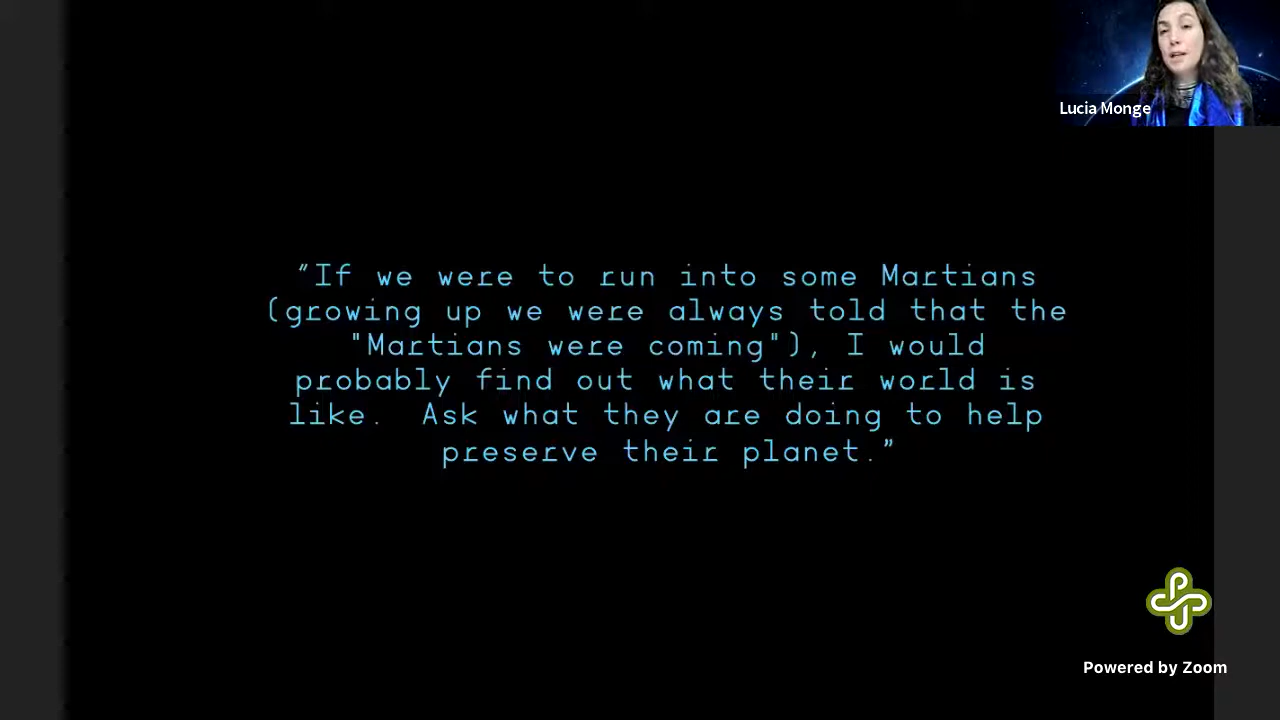 Lucia Monge
“If we were to run into some Martians
(growing up we were always told that the
"Martians were coming"), I would
probably find out what their world is
like.  Ask what they are doing to help
preserve their planet.”
Powered by Zoom